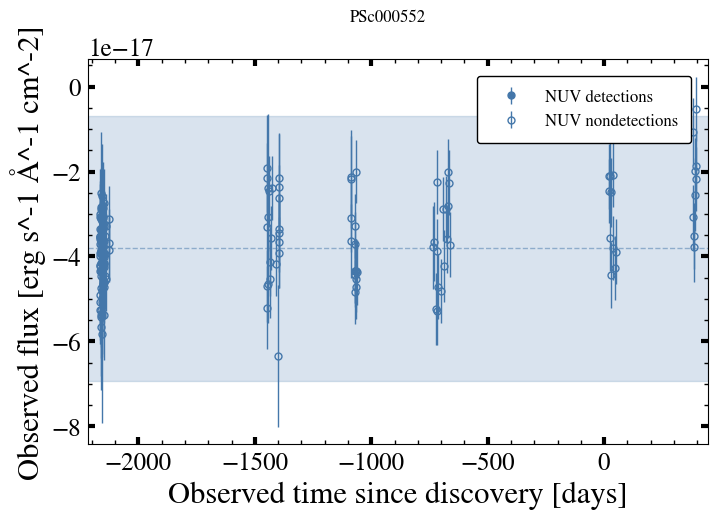 PSc000552
1e−17
Observed flux [erg s^-1 Å^-1 cm^-2]
0
−2
−4
−6
−8
NUV detections
NUV nondetections
−2000
−1500
−1000
−500
0
Observed time since discovery [days]